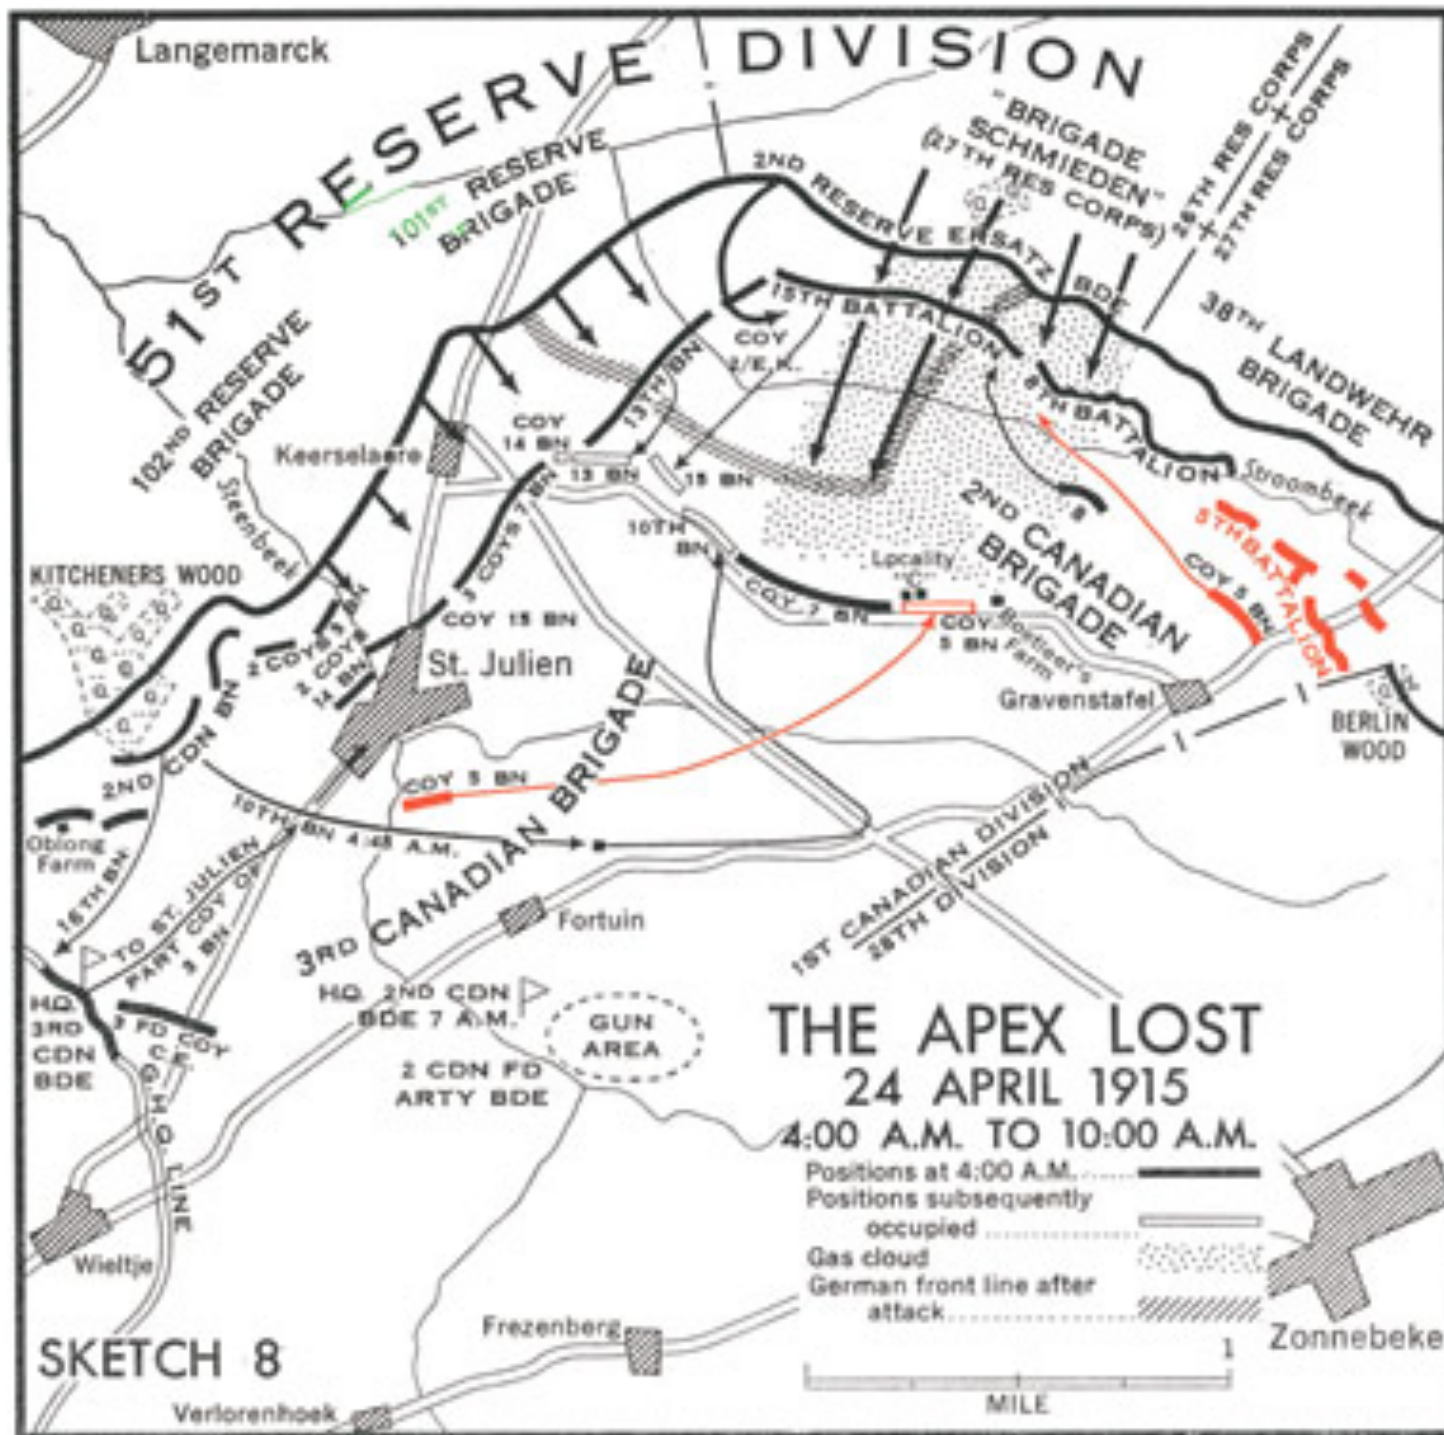 Langemarck
51ST RESERVE DIVISION
101ST RESERVE
BRIGADE
102ND RESERVE
BRIGADE
"BRIGADE
SCHMIEDEN"
(27TH RES CORPS)
26TH RES CORPS
27TH RES CORPS
2ND RESERVE ERSATZ BDE
38TH LANDWEHR
BRIGADE
15TH BATTALION
COY
2/E.K.
13TH BN
8TH BATTALION
Stroombeek
COY
14 BN
13 BN
15 BN
Keerselaere
Steenbeek
3 COYS 7 BN
10TH
BN
2ND CANADIAN
BRIGADE
8
5TH BATTALION
COY 5 BN
Locality
"C"
COY 7 BN
COY
5 BN
Boetleer's
Farm
Gravenstafel
BERLIN
WOOD
KITCHENERS WOOD
2 COYS 3 BN
2 COYS
14 BN
COY 15 BN
St. Julien
2ND CDN BN
COY 5 BN
10TH BN 4:45 A.M.
Oblong
Farm
16TH BN
TO ST. JULIEN
PART COY OF
3 BN
3RD CANADIAN BRIGADE
Fortuin
1ST CANADIAN DIVISION
28TH DIVISION
H.Q.
3RD
CDN
BDE
2 FD COY
C.E.
G.H.Q. LINE
H.Q. 2ND CDN
BDE 7 A.M.
GUN
AREA
2 CDN FD
ARTY BDE
THE APEX LOST
24 APRIL 1915
4:00 A.M. TO 10:00 A.M.
Positions at 4:00 A.M.
Positions subsequently
occupied
Gas cloud
German front line after
attack
1
MILE
Wieltje
Frezenberg
Verlorenhoek
Zonnebeke
SKETCH 8